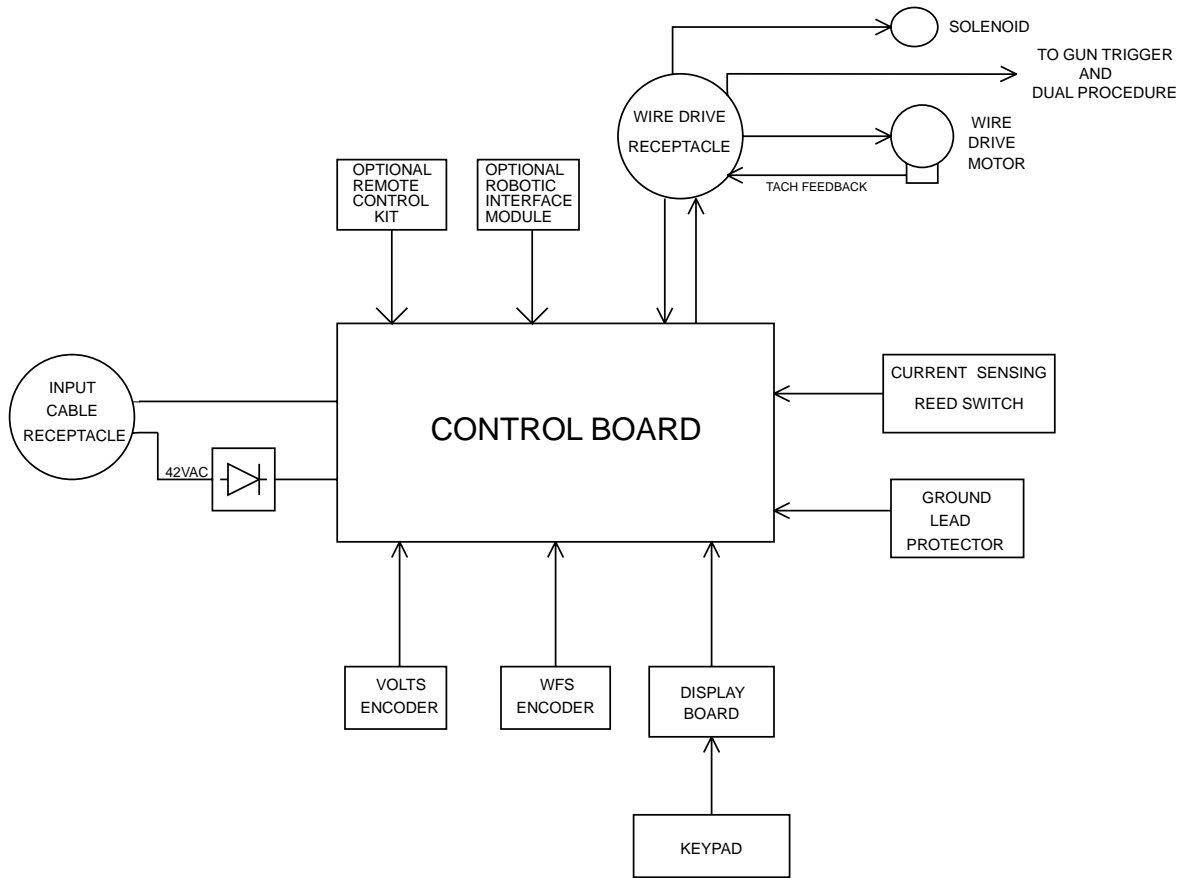 SOLENOID
TO GUN TRIGGER
AND
DUAL PROCEDURE
WIRE DRIVE
RECEPTACLE
WIRE
DRIVE
MOTOR
TACH FEEDBACK
OPTIONAL
REMOTE
CONTROL
KIT
OPTIONAL
ROBOTIC
INTERFACE
MODULE
INPUT
CABLE
RECEPTACLE
42VAC
CONTROL BOARD
CURRENT SENSING
REED SWITCH
GROUND
LEAD
PROTECTOR
VOLTS
ENCODER
WFS
ENCODER
DISPLAY
BOARD
KEYPAD